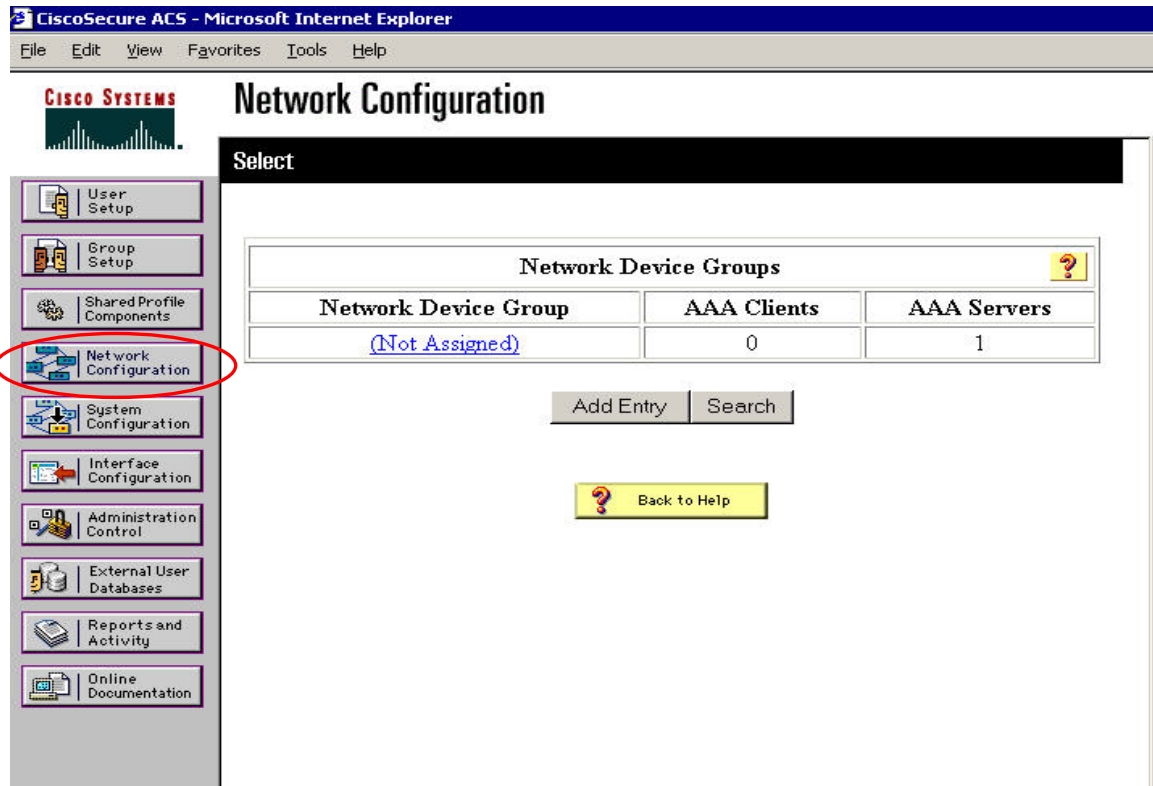 CiscoSecure ACS - Microsoft Internet Explorer
File Edit View Favorites Tools Help
CISCO SYSTEMS
Network Configuration
Select
User
Setup
Group
Setup
Shared Profile
Components
Network
Configuration
System
Configuration
Interface
Configuration
Administration
Control
External User
Databases
Reports and
Activity
Online
Documentation
Network Device Groups ?
Network Device Group AAA Clients AAA Servers
(Not Assigned) 0 1
Add Entry Search
? Back to Help